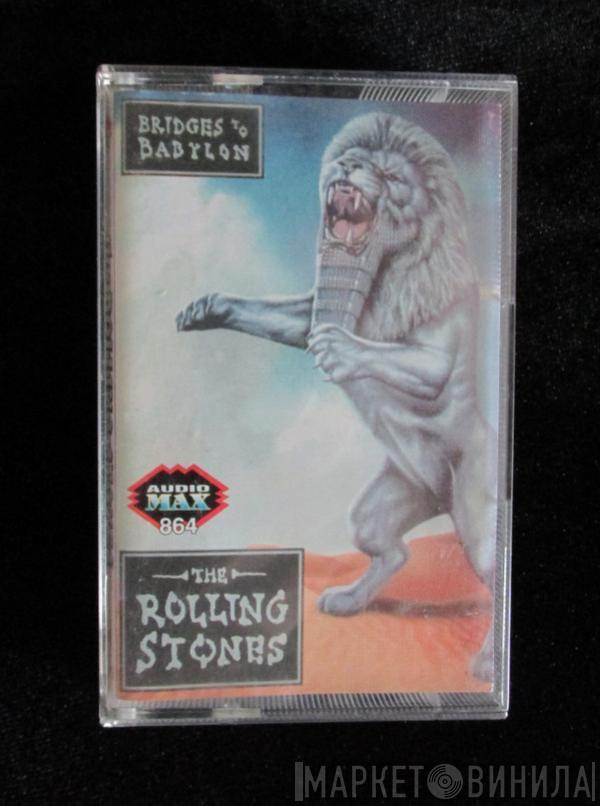 BRIDGES TO
BABYLON
AUDIO
MAX
864
THE
ROLLING
STONES
МАРКЕТ ВИНИЛА